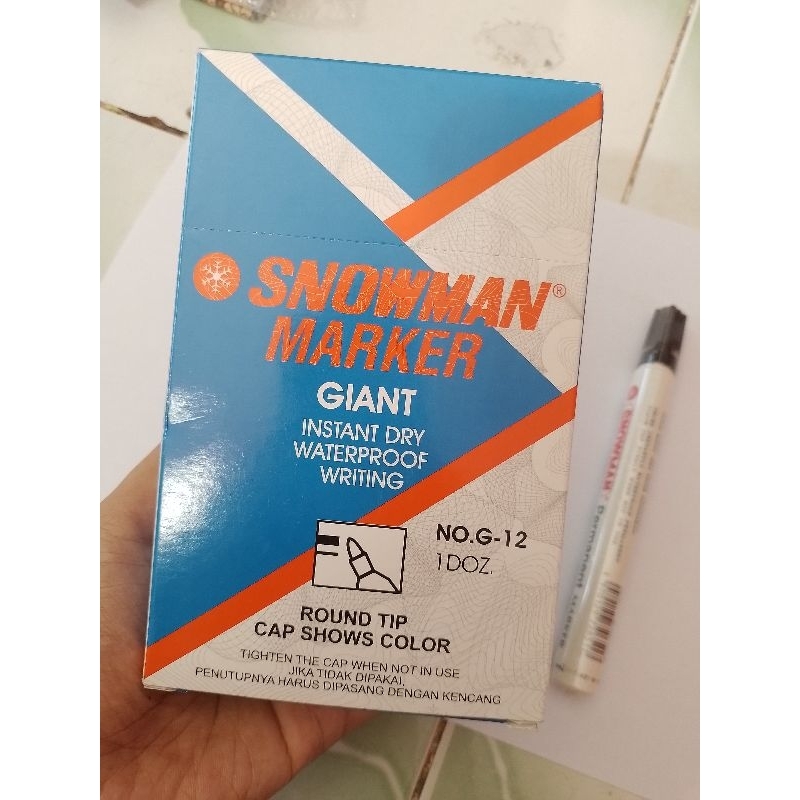 SNOWMAN®
MARKER
GIANT
INSTANT DRY
WATERPROOF
WRITING
NO.G-12
1DOZ.
ROUND TIP
CAP SHOWS COLOR
TIGHTEN THE CAP WHEN NOT IN USE
JIKA TIDAK DIPAKAI,
PENUTUPNYA HARUS DIPASANG DENGAN KENCANG
SNOWMAN
Permanent